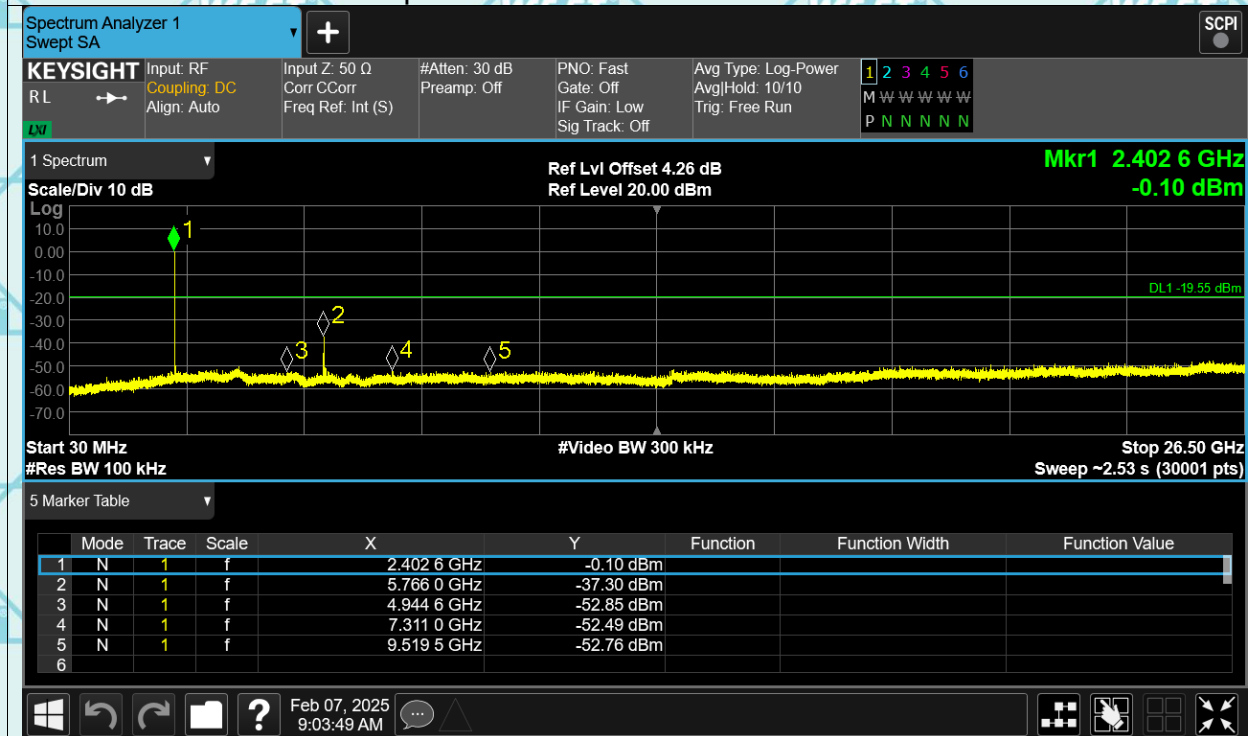 Spectrum Analyzer 1
Swept SA
+
SCPI
KEYSIGHT
RL
LXI
Input: RF
Coupling: DC
Align: Auto
Input Z: 50 Ω
Corr CCorr
Freq Ref: Int (S)
#Atten: 30 dB
Preamp: Off
PNO: Fast
Gate: Off
IF Gain: Low
Sig Track: Off
Avg Type: Log-Power
Avg|Hold: 10/10
Trig: Free Run
1 2 3 4 5 6
M W W W W W
P N N N N N
1 Spectrum
Scale/Div 10 dB
Ref Lvl Offset 4.26 dB
Ref Level 20.00 dBm
Mkr1 2.402 6 GHz
-0.10 dBm
Log
10.0
0.00
-10.0
-20.0
-30.0
-40.0
-50.0
-60.0
-70.0
1
2
3
4
5
DL1 -19.55 dBm
Start 30 MHz
#Video BW 300 kHz
Stop 26.50 GHz
#Res BW 100 kHz
Sweep ~2.53 s (30001 pts)
5 Marker Table
Mode Trace Scale X Y Function Function Width Function Value
1 N 1 f 2.402 6 GHz -0.10 dBm
2 N 1 f 5.766 0 GHz -37.30 dBm
3 N 1 f 4.944 6 GHz -52.85 dBm
4 N 1 f 7.311 0 GHz -52.49 dBm
5 N 1 f 9.519 5 GHz -52.76 dBm
6
?
Feb 07, 2025
9:03:49 AM